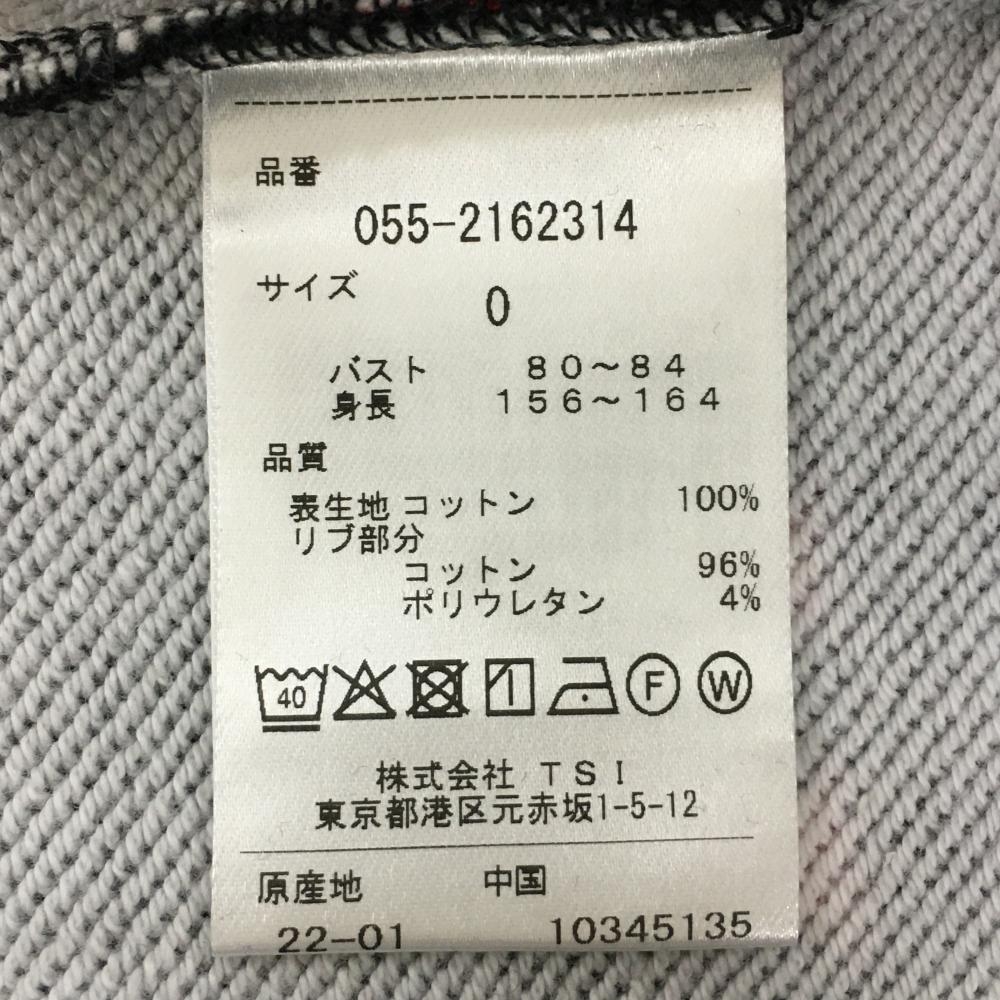 品番
055-2162314
サイズ 0
バスト 80～84
身長 156～164
品質
表生地 コットン 100%
リブ部分
コットン 96%
ポリウレタン 4%
40 F W
株式会社 TSI
東京都港区元赤坂1-5-12
原産地 中国
22-01 10345135